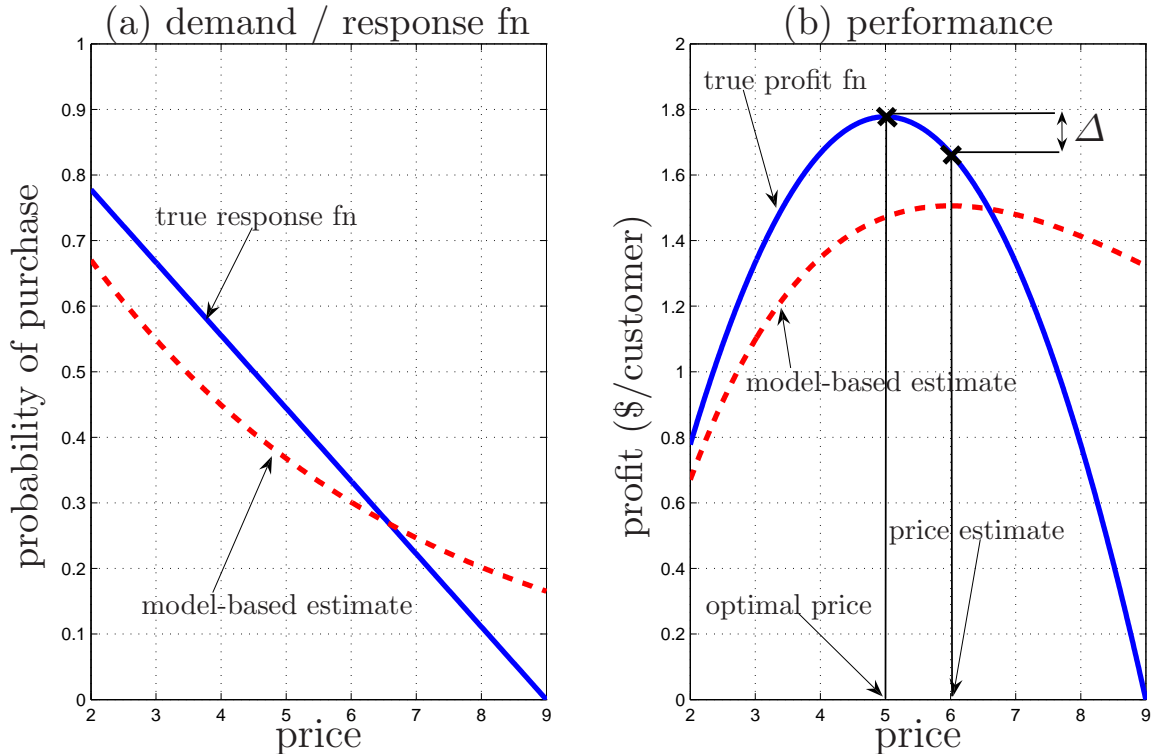 (a) demand / response fn
1
0.9
0.8
0.7
0.6
0.5
0.4
0.3
0.2
0.1
0
probability of purchase
true response fn
model-based estimate
2 3 4 5 6 7 8 9
price
(b) performance
2
1.8
1.6
1.4
1.2
1
0.8
0.6
0.4
0.2
0
profit ($/customer)
true profit fn
Δ
model-based estimate
price estimate
optimal price
2 3 4 5 6 7 8 9
price